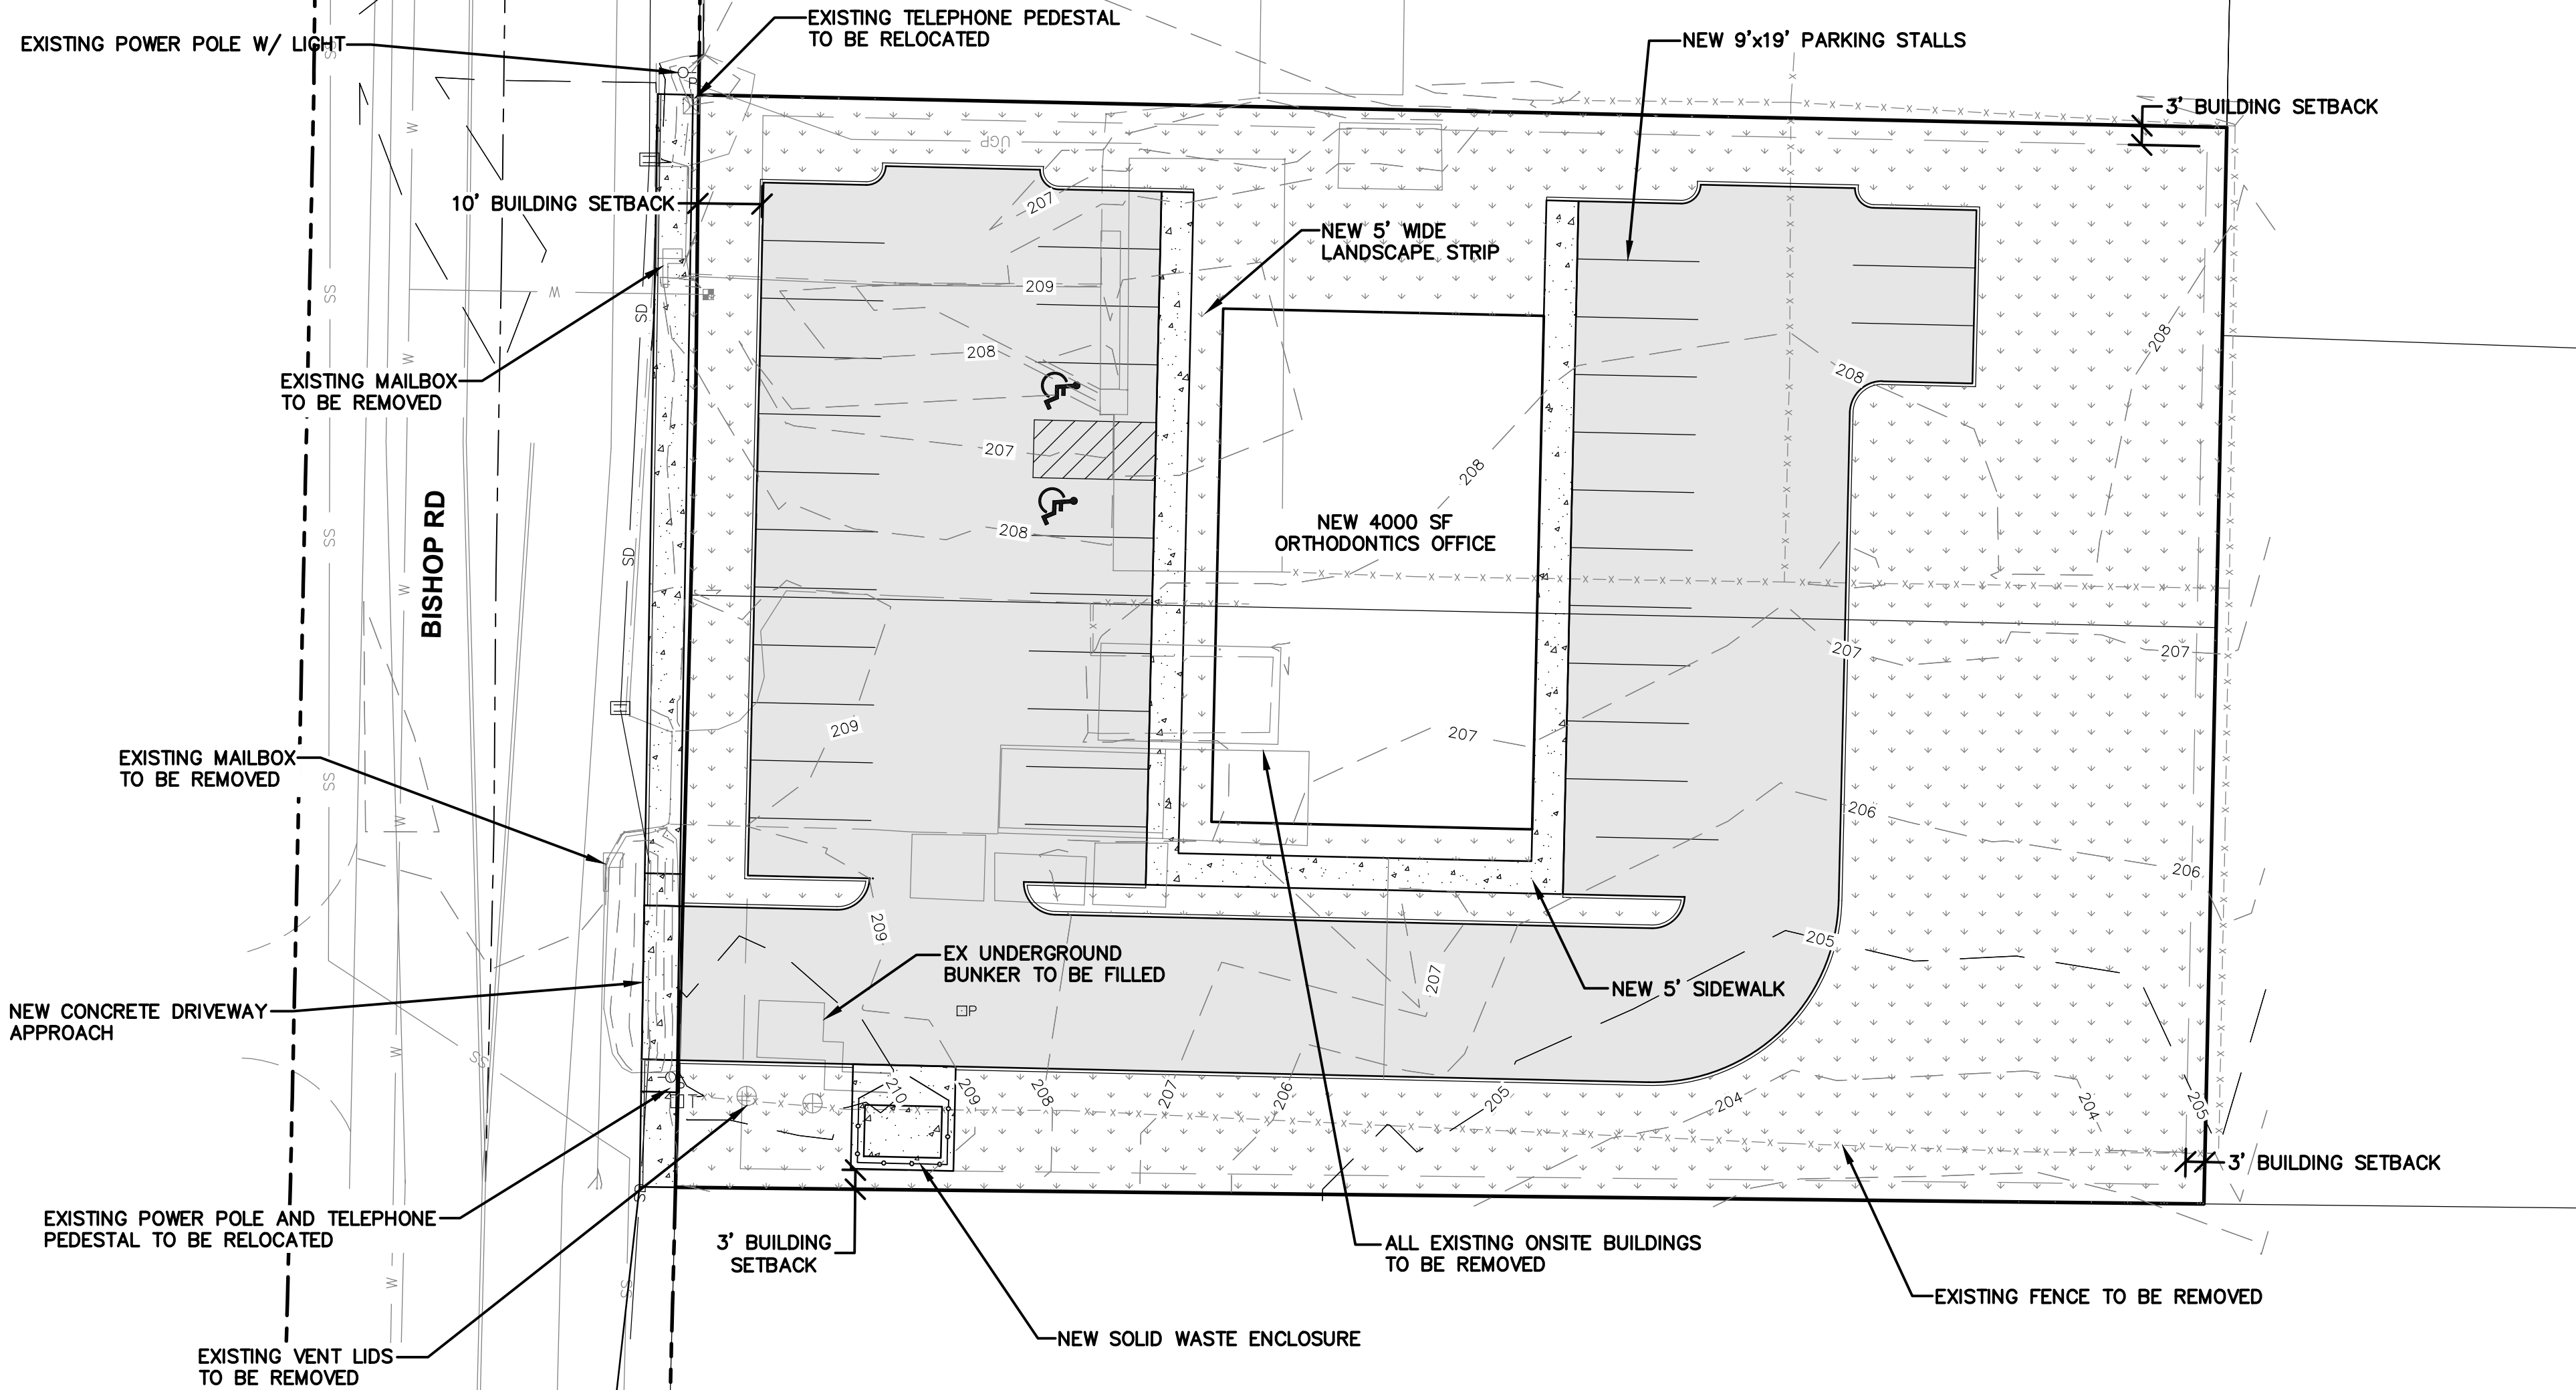 EXISTING TELEPHONE PEDESTAL
TO BE RELOCATED
EXISTING POWER POLE W/ LIGHT
NEW 9'x19' PARKING STALLS
3' BUILDING SETBACK
P
SS
W
UGP
10' BUILDING SETBACK
207
NEW 5' WIDE
LANDSCAPE STRIP
209
SS
W
SD
208
208
W
EXISTING MAILBOX
TO BE REMOVED
208
207
208
BISHOP RD
SS
SD
208
NEW 4000 SF
ORTHODONTICS OFFICE
W
207
207
209
207
EXISTING MAILBOX
TO BE REMOVED
SS
W
206
206
209
205
EX UNDERGROUND
BUNKER TO BE FILLED
207
NEW 5' SIDEWALK
P
NEW CONCRETE DRIVEWAY
APPROACH
W
SS
T
210
209
208
207
206
205
204
204
205
3' BUILDING SETBACK
SD
EXISTING POWER POLE AND TELEPHONE
PEDESTAL TO BE RELOCATED
3' BUILDING
SETBACK
ALL EXISTING ONSITE BUILDINGS
TO BE REMOVED
W
SS
EXISTING FENCE TO BE REMOVED
NEW SOLID WASTE ENCLOSURE
EXISTING VENT LIDS
TO BE REMOVED